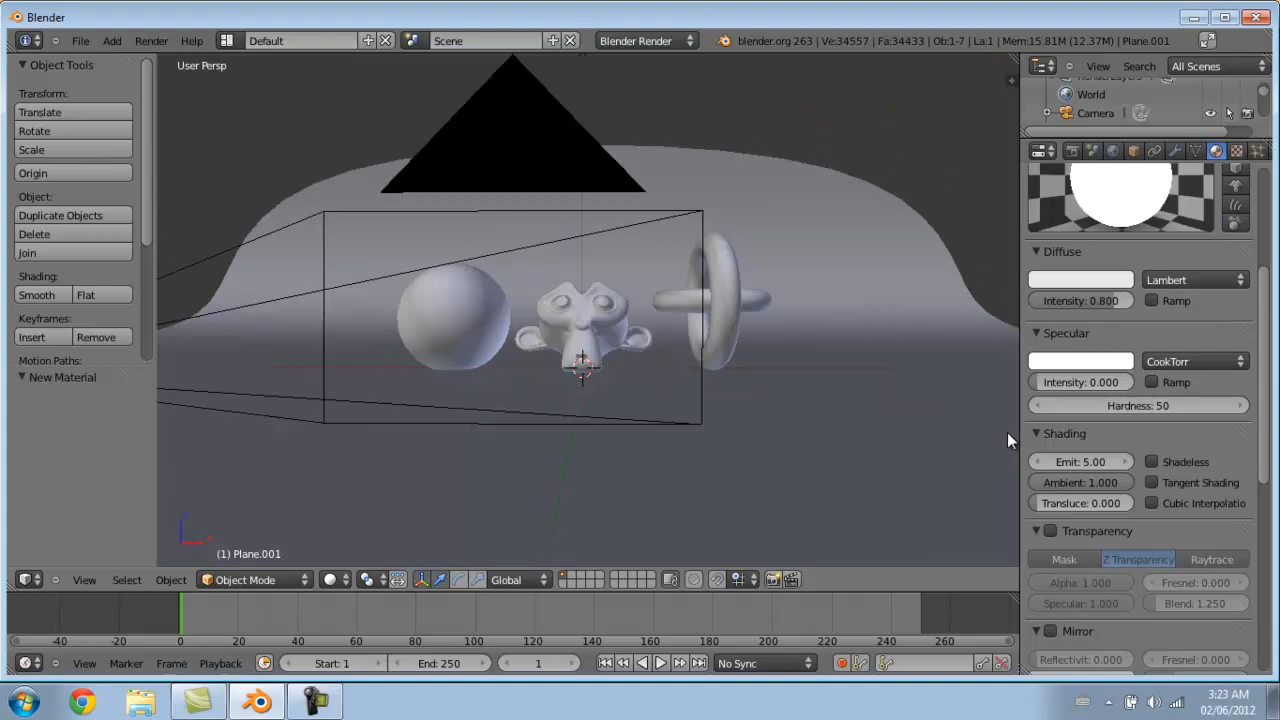 Blender
File Add Render Help Default Scene Blender Render blender.org 263 | Ve:34557 | Fa:34433 | Ob:1-7 | La:1 | Mem:15.81M (12.37M) | Plane.001
Object Tools
Transform:
Translate
Rotate
Scale
Origin
Object:
Duplicate Objects
Delete
Join
Shading:
Smooth Flat
Keyframes:
Insert Remove
Motion Paths:
New Material
User Persp
(1) Plane.001
View Search All Scenes
World
Camera
Diffuse
Lambert
Intensity: 0.800 Ramp
Specular
CookTorr
Intensity: 0.000 Ramp
Hardness: 50
Shading
Emit: 5.00 Shadeless
Ambient: 1.000 Tangent Shading
Transluce: 0.000 Cubic Interpolatio
Transparency
Mask Z Transparency Raytrace
Alpha: 1.000 Fresnel: 0.000
Specular: 1.000 Blend: 1.250
Mirror
Reflectivit: 0.000 Fresnel: 0.000
View Select Object Object Mode Global
-40 -20 0 20 40 60 80 100 120 140 160 180 200 220 240 260
View Marker Frame Playback Start: 1 End: 250 1 No Sync
3:23 AM
02/06/2012